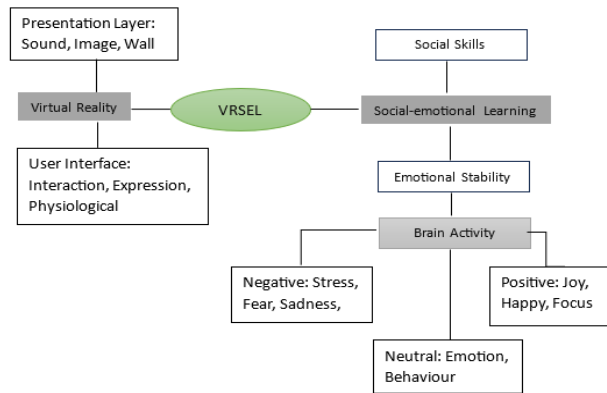 Presentation Layer:
Sound, Image, Wall
Social Skills
Virtual Reality
VRSEL
Social-emotional Learning
User Interface:
Interaction, Expression,
Physiological
Emotional Stability
Brain Activity
Negative: Stress,
Fear, Sadness,
Positive: Joy,
Happy, Focus
Neutral: Emotion,
Behaviour